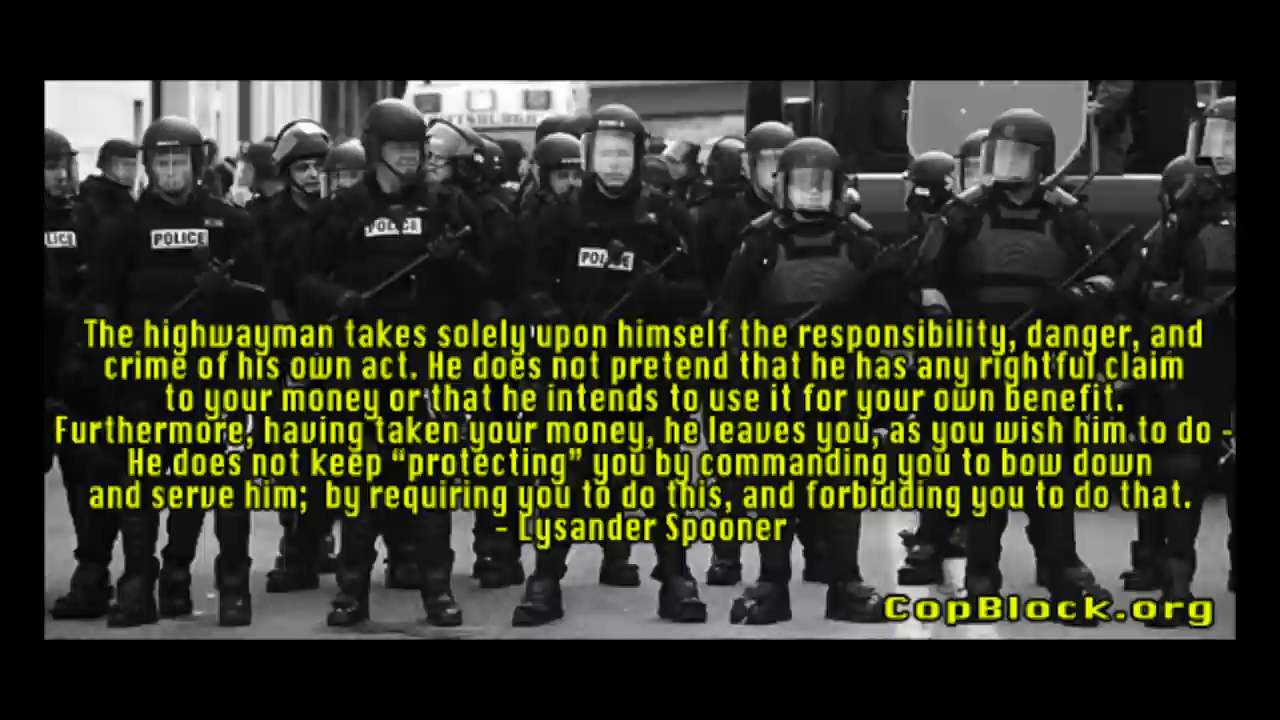 PITTSBURGH
LICE
POLICE
POLICE
POLICE
The highwayman takes solely upon himself the responsibility, danger, and
crime of his own act. He does not pretend that he has any rightful claim
to your money or that he intends to use it for your own benefit.
Furthermore, having taken your money, he leaves you, as you wish him to do -
He does not keep “protecting” you by commanding you to bow down
and serve him; by requiring you to do this, and forbidding you to do that.
- Lysander Spooner
CopBlock.org